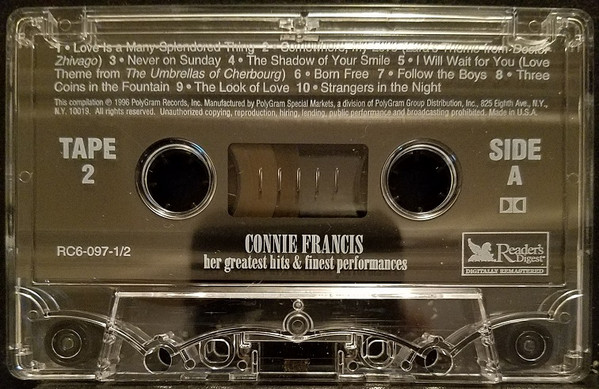 1 • Love Is a Many-Splendored Thing 2 • Somewhere, My Love (Lara's Theme from Doctor
Zhivago) 3 • Never on Sunday 4 • The Shadow of Your Smile 5 • I Will Wait for You (Love
Theme from The Umbrellas of Cherbourg) 6 • Born Free 7 • Follow the Boys 8 • Three
Coins in the Fountain 9 • The Look of Love 10 • Strangers in the Night
This compilation ℗ 1996 PolyGram Records, Inc. Manufactured by PolyGram Special Markets, a division of PolyGram Group Distribution, Inc., 825 Eighth Ave., N.Y.,
N.Y. 10019. All rights reserved. Unauthorized copying, reproduction, hiring, lending, public performance and broadcasting prohibited. Made in U.S.A.
TAPE
2
SIDE
A
RC6-097-1/2
CONNIE FRANCIS
her greatest hits & finest performances
Reader's
Digest
DIGITALLY REMASTERED